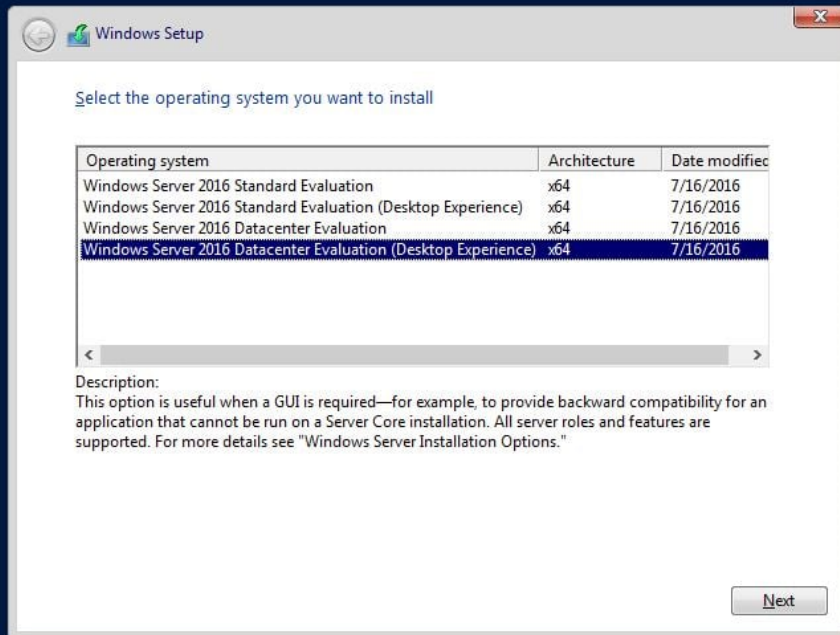 Windows Setup
Select the operating system you want to install
Operating system Architecture Date modified
Windows Server 2016 Standard Evaluation x64 7/16/2016
Windows Server 2016 Standard Evaluation (Desktop Experience) x64 7/16/2016
Windows Server 2016 Datacenter Evaluation x64 7/16/2016
Windows Server 2016 Datacenter Evaluation (Desktop Experience) x64 7/16/2016
Description:
This option is useful when a GUI is required—for example, to provide backward compatibility for an
application that cannot be run on a Server Core installation. All server roles and features are
supported. For more details see "Windows Server Installation Options."
Next